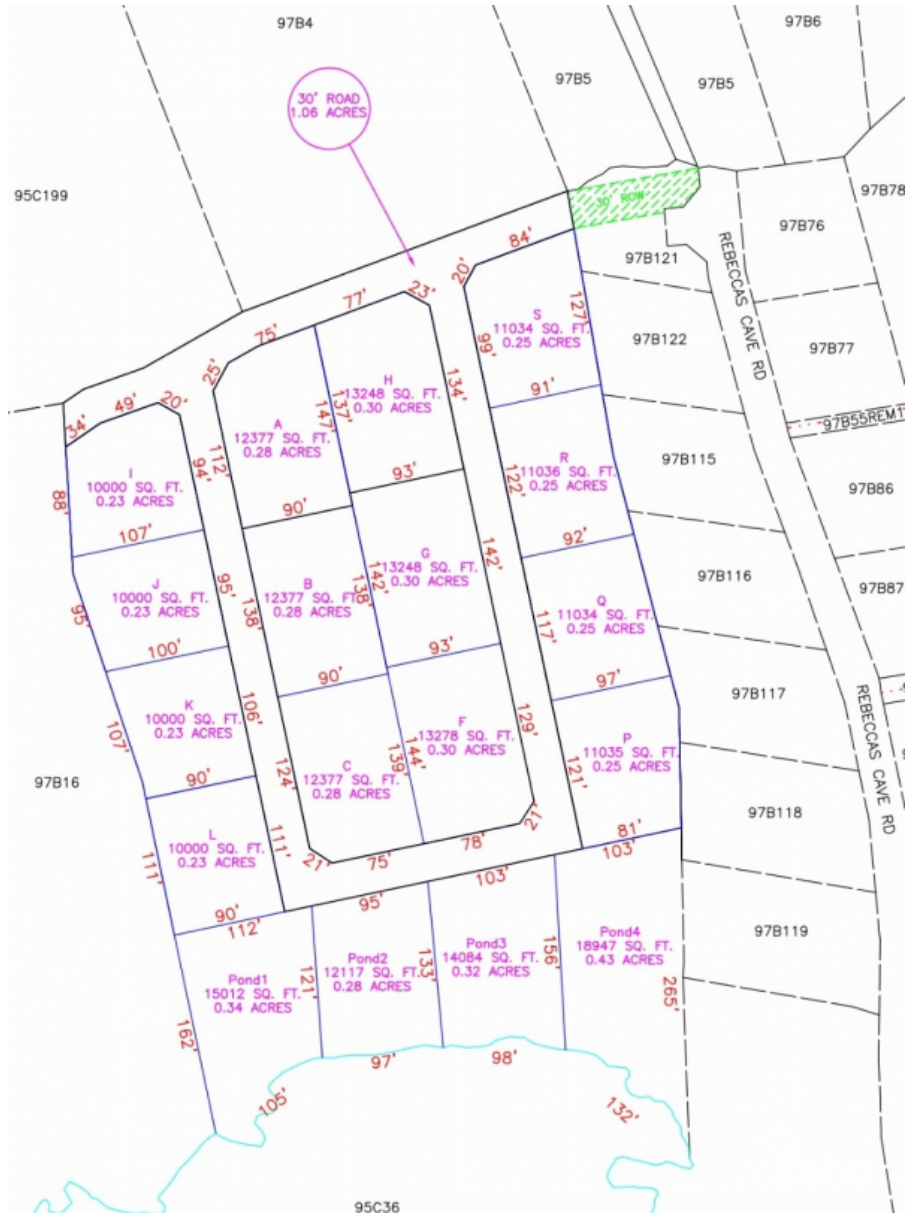 97B4
97B6
97B5
97B5
30' ROAD
1.06 ACRES
95C199
97B78
30' ROW
97B76
97B121
REBECCAS CAVE RD
84'
20'
23'
77'
75'
25'
127'
S
11034 SQ. FT.
0.25 ACRES
99'
97B122
97B77
49'
20'
34'
H
13248 SQ. FT.
0.30 ACRES
134'
137'
147'
A
12377 SQ. FT.
0.28 ACRES
112'
94'
91'
97B55REM1
I
10000 SQ. FT.
0.23 ACRES
88'
97B115
R
11036 SQ. FT.
0.25 ACRES
122'
93'
90'
97B86
107'
92'
142'
G
13248 SQ. FT.
0.30 ACRES
142'
138'
B
12377 SQ. FT.
0.28 ACRES
138'
95'
J
10000 SQ. FT.
0.23 ACRES
95'
97B116
97B87
Q
11034 SQ. FT.
0.25 ACRES
117'
100'
93'
90'
97'
97B117
REBECCAS CAVE RD
K
10000 SQ. FT.
0.23 ACRES
106'
107'
F
13278 SQ. FT.
0.30 ACRES
129'
144'
139'
P
11035 SQ. FT.
0.25 ACRES
121'
C
12377 SQ. FT.
0.28 ACRES
124'
97B16
90'
97B118
21'
78'
81'
103'
L
10000 SQ. FT.
0.23 ACRES
111'
111'
21'
75'
103'
95'
90'
112'
97B119
Pond1
15012 SQ. FT.
0.34 ACRES
121'
Pond2
12117 SQ. FT.
0.28 ACRES
133'
Pond3
14084 SQ. FT.
0.32 ACRES
156'
Pond4
18947 SQ. FT.
0.43 ACRES
265'
162'
97'
98'
105'
132'
95C36